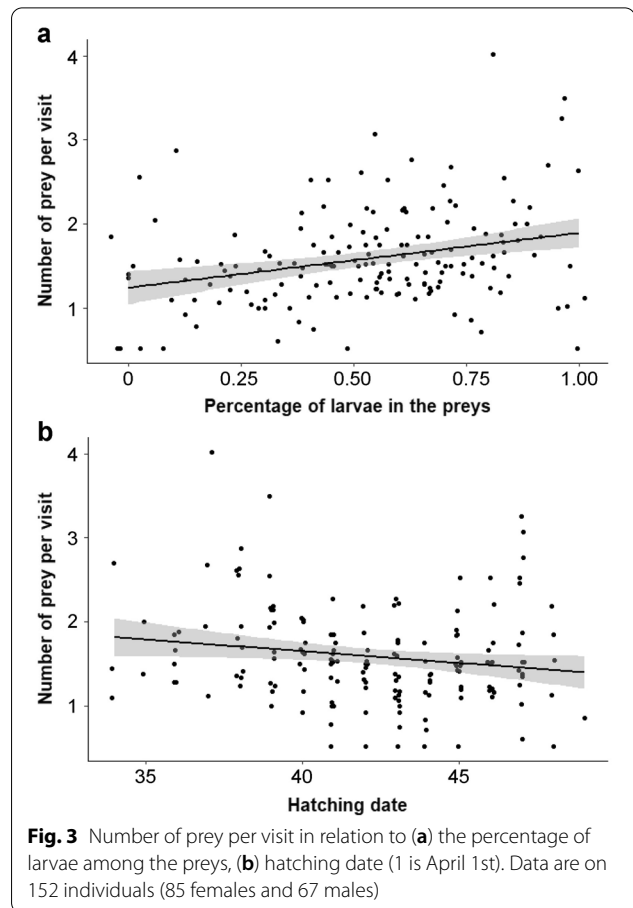 a
4
3
2
1
Number of prey per visit
0 0.25 0.50 0.75 1.00
Percentage of larvae in the preys
b
4
3
2
1
Number of prey per visit
35 40 45
Hatching date
Fig. 3 Number of prey per visit in relation to (a) the percentage of
larvae among the preys, (b) hatching date (1 is April 1st). Data are on
152 individuals (85 females and 67 males)